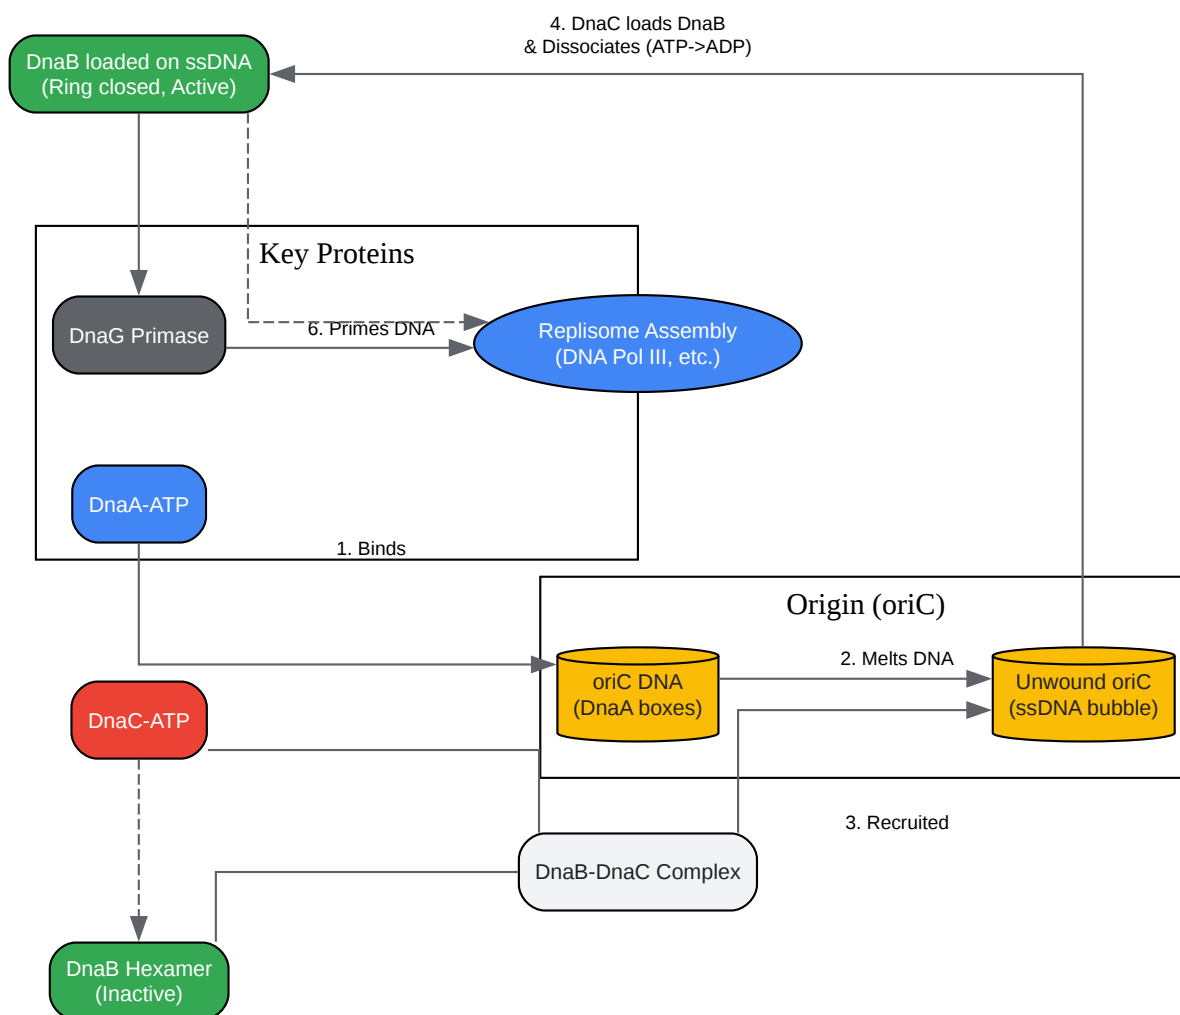 4. DnaC loads DnaB
& Dissociates (ATP->ADP)
DnaB loaded on ssDNA
(Ring closed, Active)
Key Proteins
DnaG Primase
6. Primes DNA
Replisome Assembly
(DNA Pol III, etc.)
DnaA-ATP
1. Binds
Origin (oriC)
oriC DNA
(DnaA boxes)
2. Melts DNA
Unwound oriC
(ssDNA bubble)
DnaC-ATP
3. Recruited
DnaB-DnaC Complex
DnaB Hexamer
(Inactive)